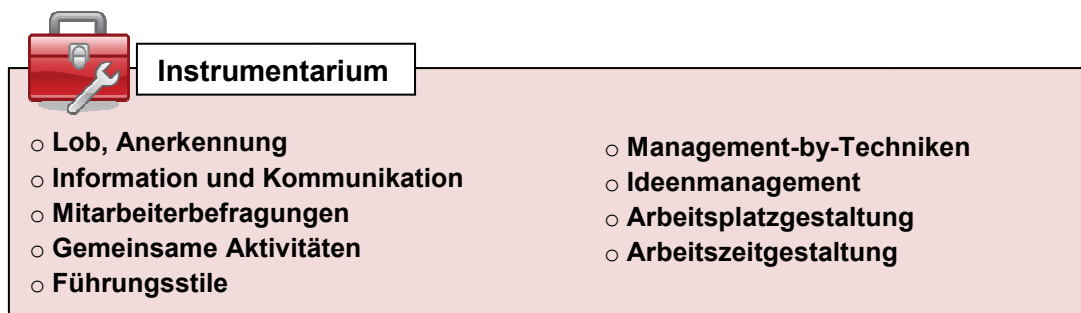 Instrumentarium
○ Lob, Anerkennung
○ Information und Kommunikation
○ Mitarbeiterbefragungen
○ Gemeinsame Aktivitäten
○ Führungsstile
○ Management-by-Techniken
○ Ideenmanagement
○ Arbeitsplatzgestaltung
○ Arbeitszeitgestaltung